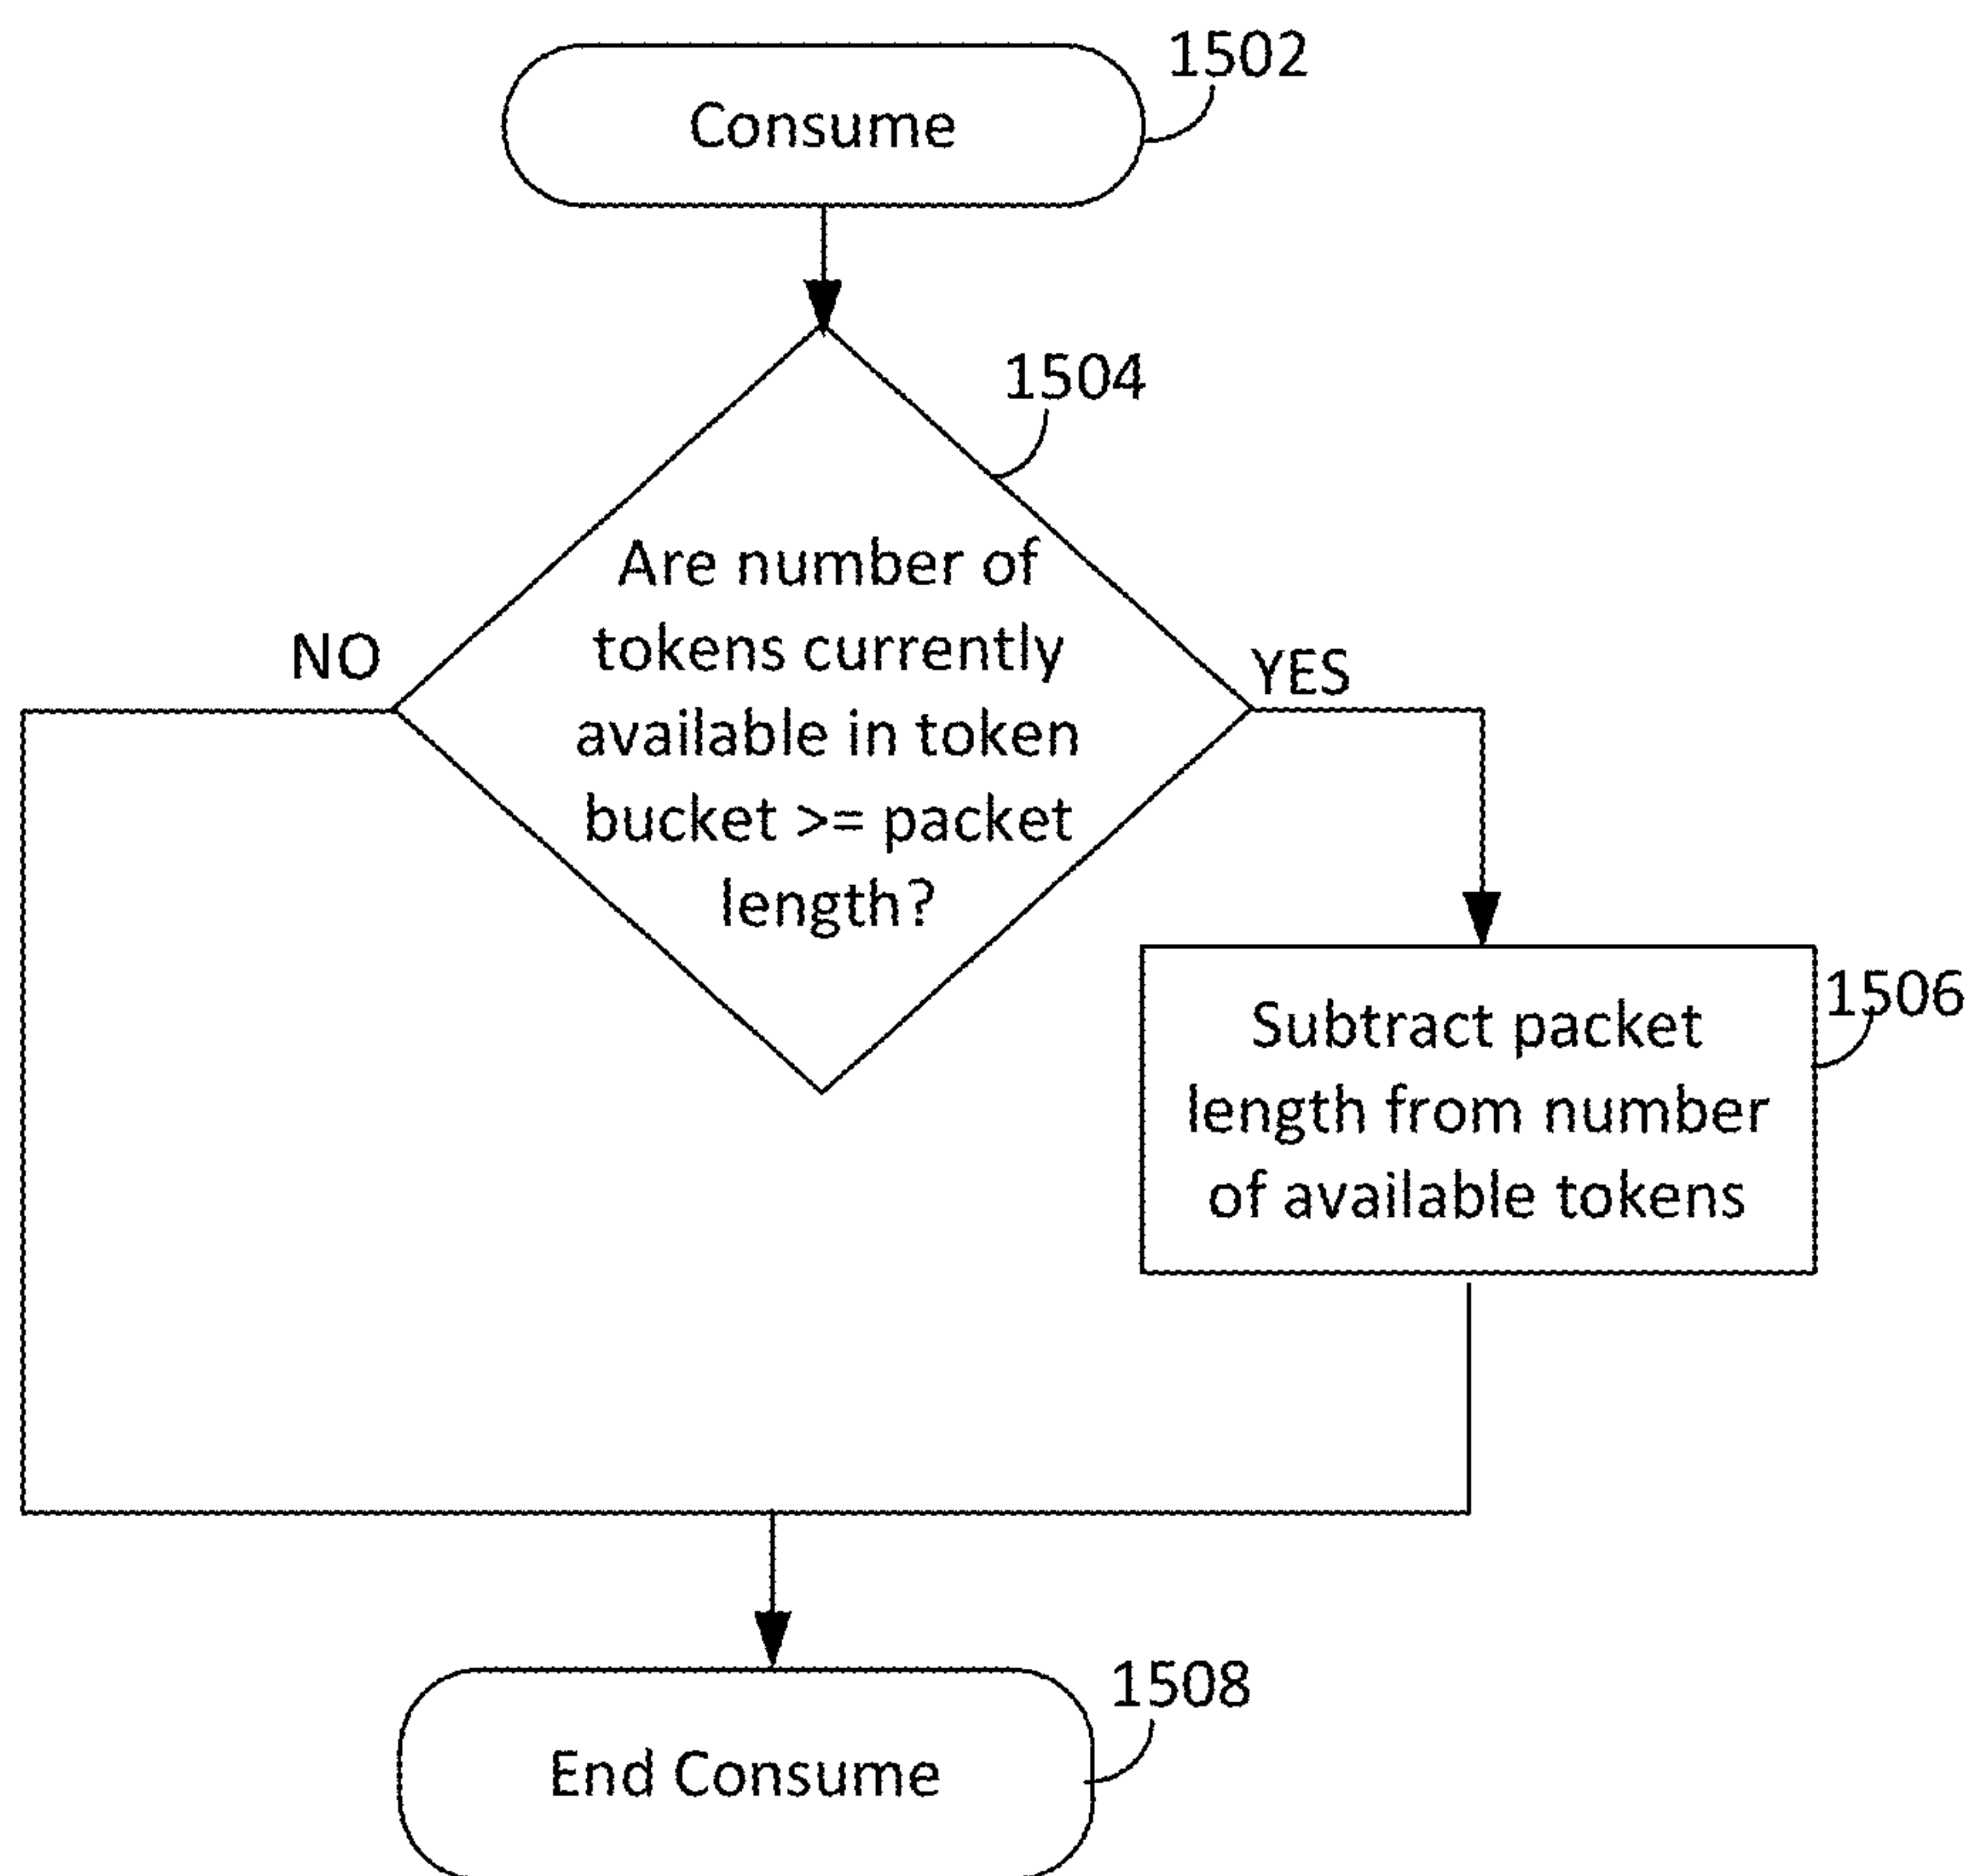 1502
Consume
1504
Are number of
tokens currently
available in token
bucket >= packet
length?
NO
YES
1506
Subtract packet
length from number
of available tokens
1508
End Consume